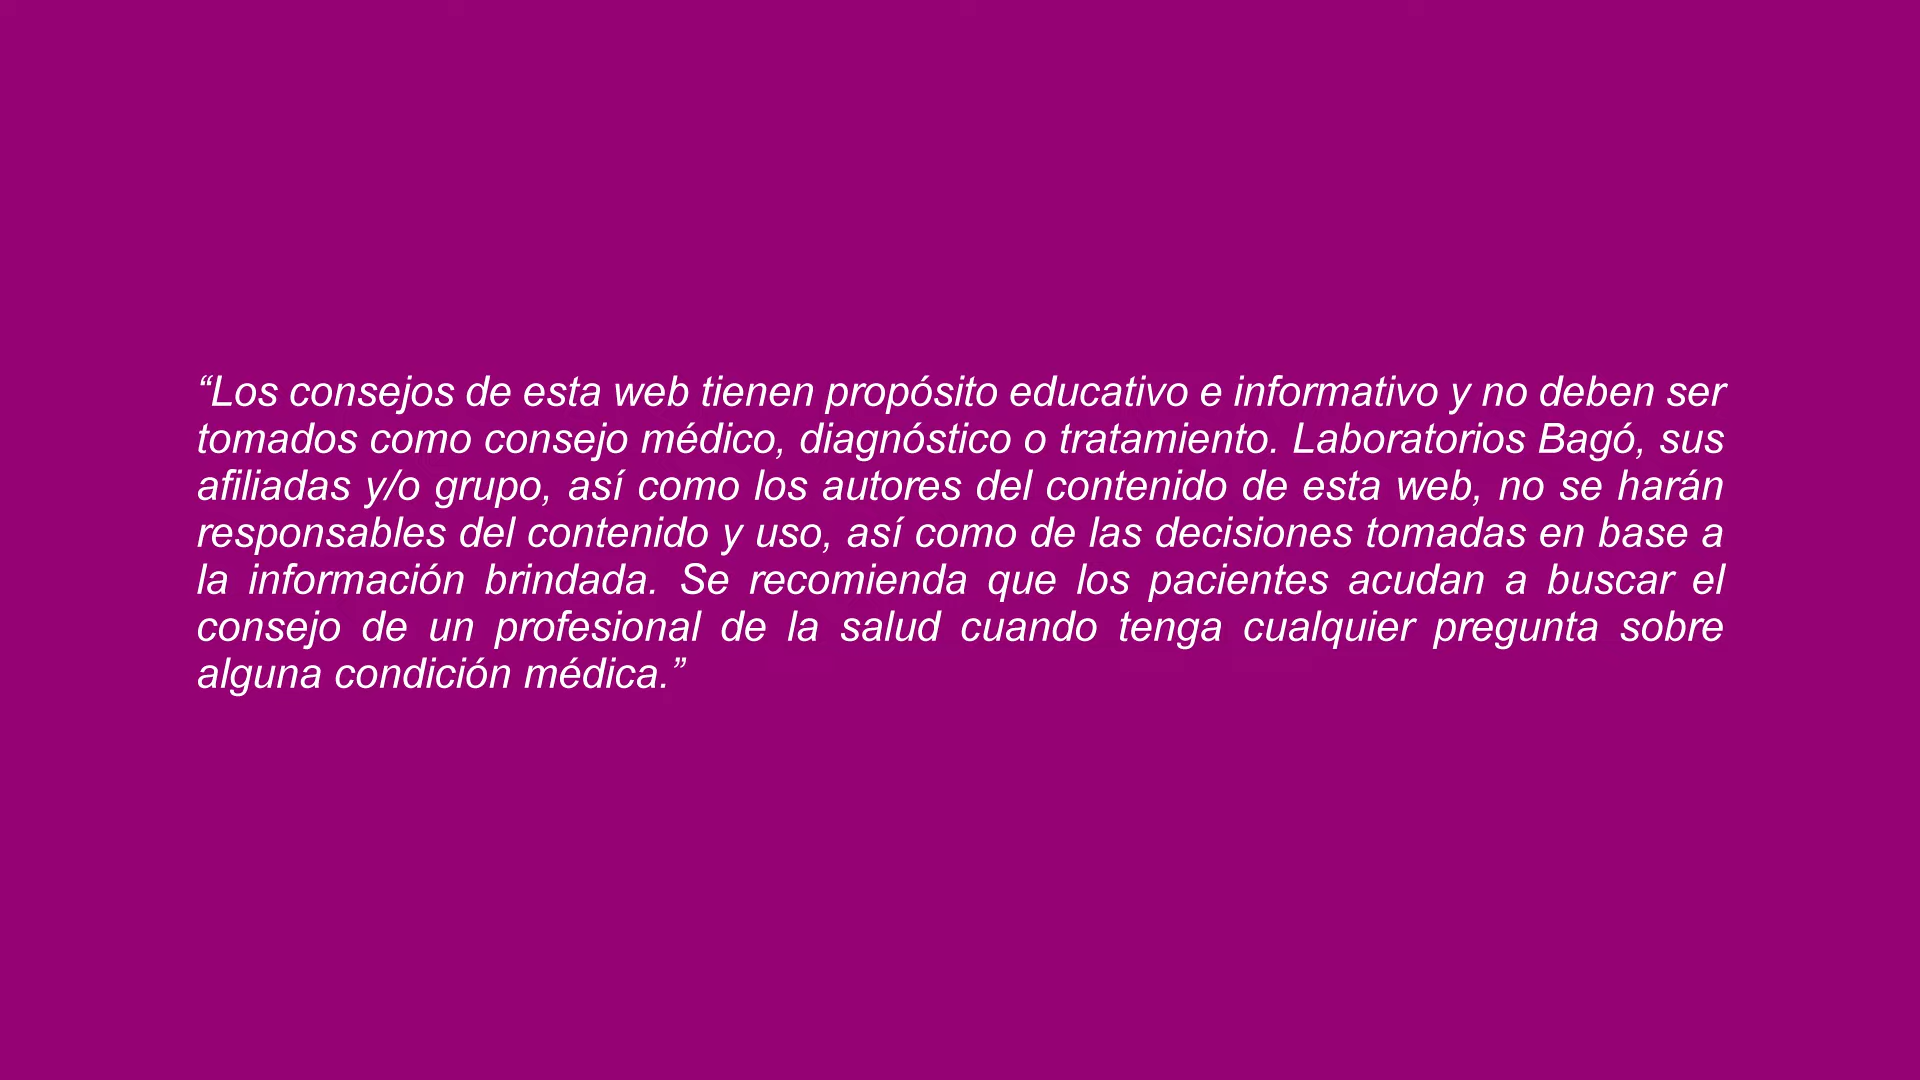 “Los consejos de esta web tienen propósito educativo e informativo y no deben ser
tomados como consejo médico, diagnóstico o tratamiento. Laboratorios Bagó, sus
afiliadas y/o grupo, así como los autores del contenido de esta web, no se harán
responsables del contenido y uso, así como de las decisiones tomadas en base a
la información brindada. Se recomienda que los pacientes acudan a buscar el
consejo de un profesional de la salud cuando tenga cualquier pregunta sobre
alguna condición médica.”